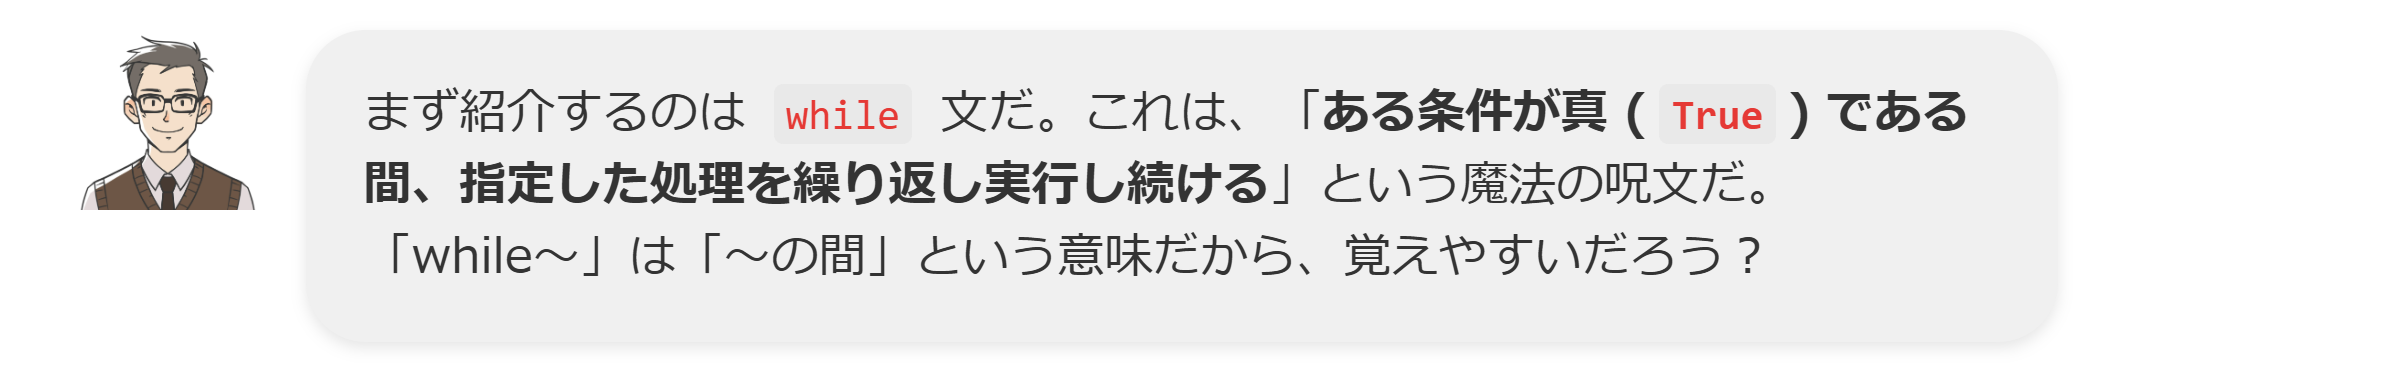 まず紹介するのは while 文だ。これは、「ある条件が真(True)である
間、指定した処理を繰り返し実行し続ける」という魔法の呪文だ。
「while～」は「～の間」という意味だから、覚えやすいだろう？